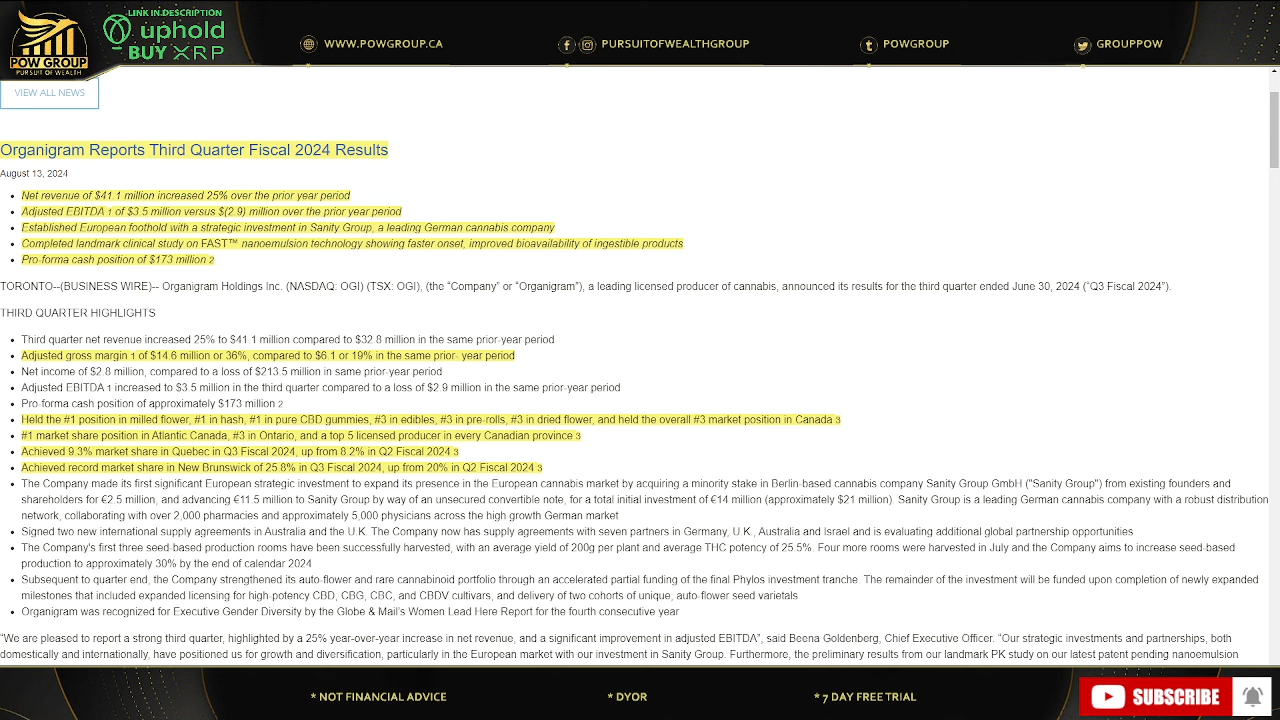 LINK IN DESCRIPTION
uphold
BUY XRP
POW GROUP
PURSUIT OF WEALTH
WWW.POWGROUP.CA
PURSUITOFWEALTHGROUP
POWGROUP
GROUPPOW
VIEW ALL NEWS
Organigram Reports Third Quarter Fiscal 2024 Results
August 13, 2024
• Net revenue of $41.1 million increased 25% over the prior year period
• Adjusted EBITDA 1 of $3.5 million versus $(2.9) million over the prior year period
• Established European foothold with a strategic investment in Sanity Group, a leading German cannabis company
• Completed landmark clinical study on FAST™ nanoemulsion technology showing faster onset, improved bioavailability of ingestible products
• Pro-forma cash position of $173 million 2
TORONTO--(BUSINESS WIRE)-- Organigram Holdings Inc. (NASDAQ: OGI) (TSX: OGI), (the “Company” or “Organigram”), a leading licensed producer of cannabis, announced its results for the third quarter ended June 30, 2024 (“Q3 Fiscal 2024”).
THIRD QUARTER HIGHLIGHTS
• Third quarter net revenue increased 25% to $41.1 million compared to $32.8 million in the same prior-year period
• Adjusted gross margin 1 of $14.6 million or 36%, compared to $6.1 or 19% in the same prior- year period
• Net income of $2.8 million, compared to a loss of $213.5 million in same prior-year period
• Adjusted EBITDA 1 increased to $3.5 million in the third quarter compared to a loss of $2.9 million in the same prior-year period
• Pro-forma cash position of approximately $173 million 2
• Held the #1 position in milled flower, #1 in hash, #1 in pure CBD gummies, #3 in edibles, #3 in pre-rolls, #3 in dried flower, and held the overall #3 market position in Canada 3
• #1 market share position in Atlantic Canada, #3 in Ontario, and a top 5 licensed producer in every Canadian province 3
• Achieved 9.3% market share in Quebec in Q3 Fiscal 2024, up from 8.2% in Q2 Fiscal 2024 3
• Achieved record market share in New Brunswick of 25.8% in Q3 Fiscal 2024, up from 20% in Q2 Fiscal 2024 3
• The Company made its first significant European strategic investment to expand its presence in the European cannabis market by acquiring a minority stake in Berlin-based cannabis company Sanity Group GmbH ("Sanity Group") from existing founders and
shareholders for €2.5 million, and advancing €11.5 million to Sanity Group by way of an unsecured convertible note, for a total initial investment of €14 million (approximately $21 million). Sanity Group is a leading German cannabis company with a robust distribution
network, collaborating with over 2,000 pharmacies and approximately 5,000 physicians across the high growth German market
• Signed two new international supply agreements in Australia and the U.K. The Company now has supply agreements with seven partners in Germany, U.K., Australia and Israel and is evaluating additional global partnership opportunities
• The Company's first three seed-based production rooms have been successfully harvested, with an average yield of 200g per plant and average THC potency of 25.5%. Four more rooms were harvested in July and the Company aims to increase seed-based
production to approximately 30% by the end of calendar 2024
• Subsequent to quarter end, the Company strengthened its auto-flower and rare cannabinoid portfolio through an accelerated partial funding of the final Phylos investment tranche. The remainder of the investment will be funded upon completion of newly expanded
milestones that included expanded licensing for high-potency CBD, CBG, CBC, and CBDV cultivars, and delivery of two cohorts of unique, auto-flower seed varietals
• Organigram was recognized for Executive Gender Diversity by the Globe & Mail's Women Lead Here Report for the fourth consecutive year
“We are pleased to report a strong third quarter, highlighted by a 25% year-over-year increase in net revenue, and a significant improvement in adjusted EBITDA”, said Beena Goldenberg, Chief Executive Officer. “Our strategic investments and partnerships, both
domestically and internationally, have positioned us for growth and diversification, particularly in the European market with our investment in Sanity Group. Furthermore, the preliminary results from our landmark PK study on our latest patent pending nanoemulsion
* NOT FINANCIAL ADVICE
* DYOR
* 7 DAY FREE TRIAL
SUBSCRIBE